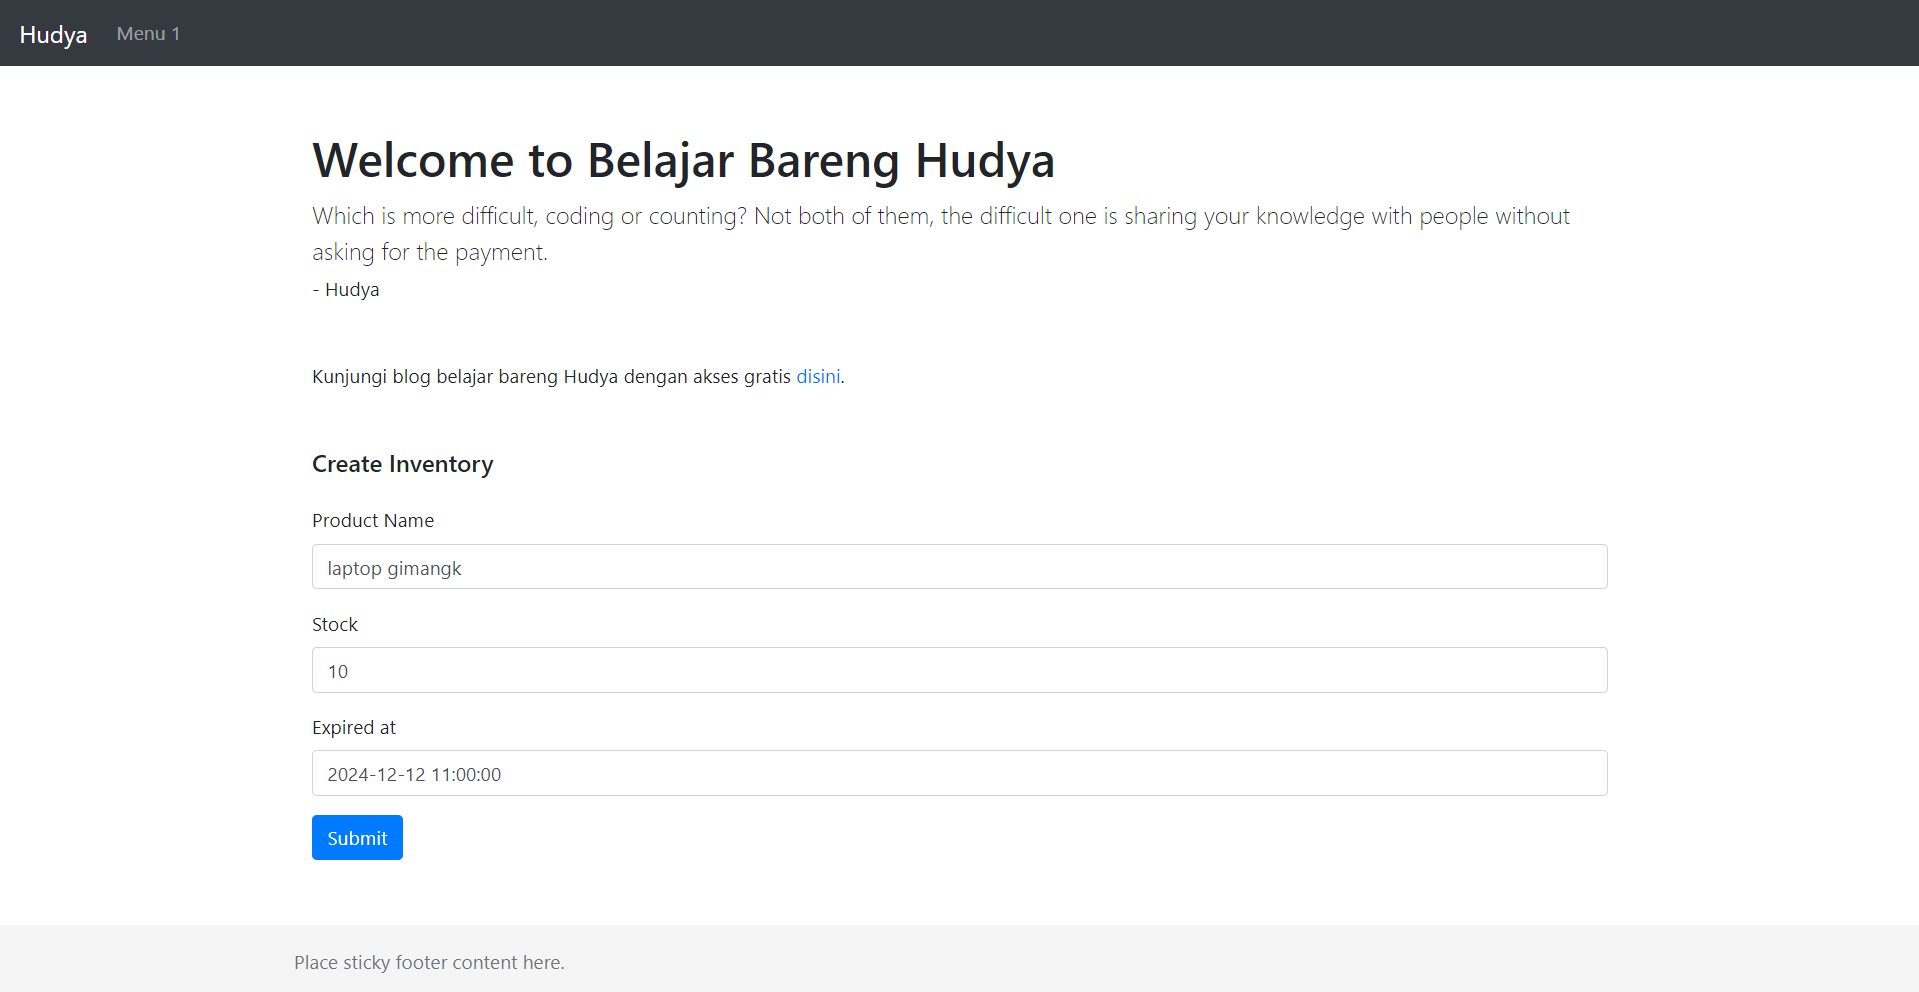 Hudya Menu 1
Welcome to Belajar Bareng Hudya
Which is more difficult, coding or counting? Not both of them, the difficult one is sharing your knowledge with people without
asking for the payment.
- Hudya
Kunjungi blog belajar bareng Hudya dengan akses gratis disini.
Create Inventory
Product Name
laptop gimangk
Stock
10
Expired at
2024-12-12 11:00:00
Submit
Place sticky footer content here.